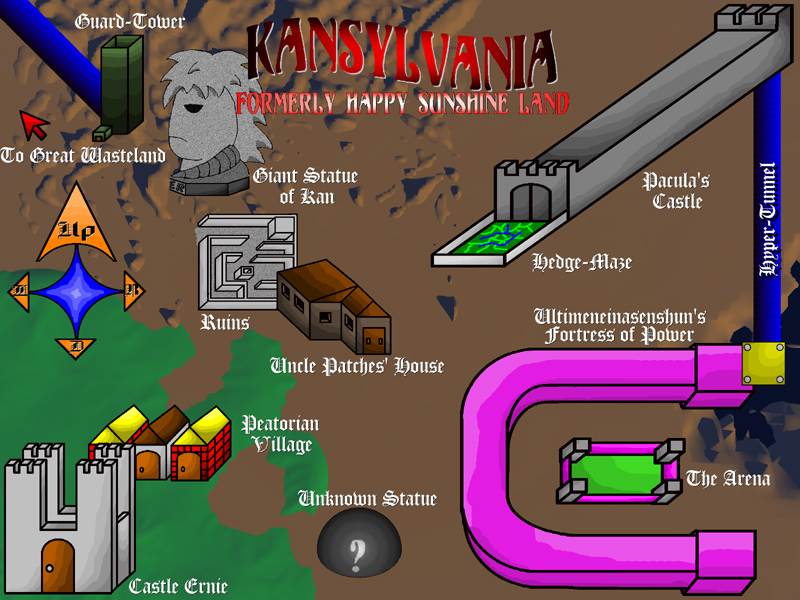 Guard-Tower
KANSYLVANIA
FORMERLY HAPPY SUNSHINE LAND
To Great Wasteland
Giant Statue
of Kan
Pacula's
Castle
Hyper-Tunnel
Up
Hedge-Maze
D
Ruins
Ultimeneinasenshun's
Fortress of Power
Uncle Patches' House
Peatorian
Village
The Arena
Unknown Statue
?
Castle Ernie